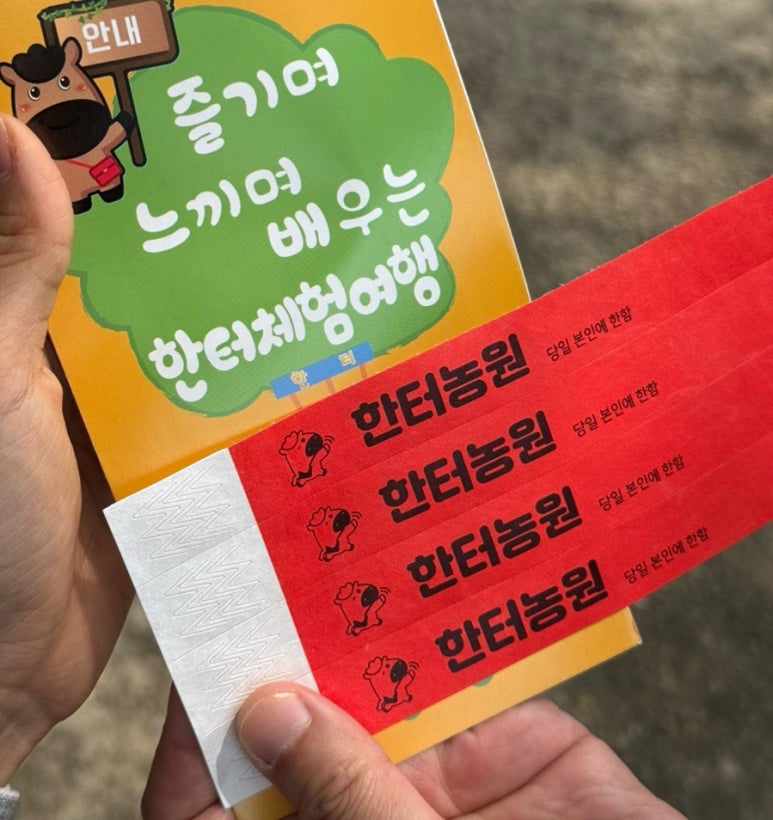 안내
즐기며
느끼며
배우는
한터체험여행
한터
한터농원 당일 본인에 한함
한터농원 당일 본인에 한함
한터농원 당일 본인에 한함
한터농원 당일 본인에 한함